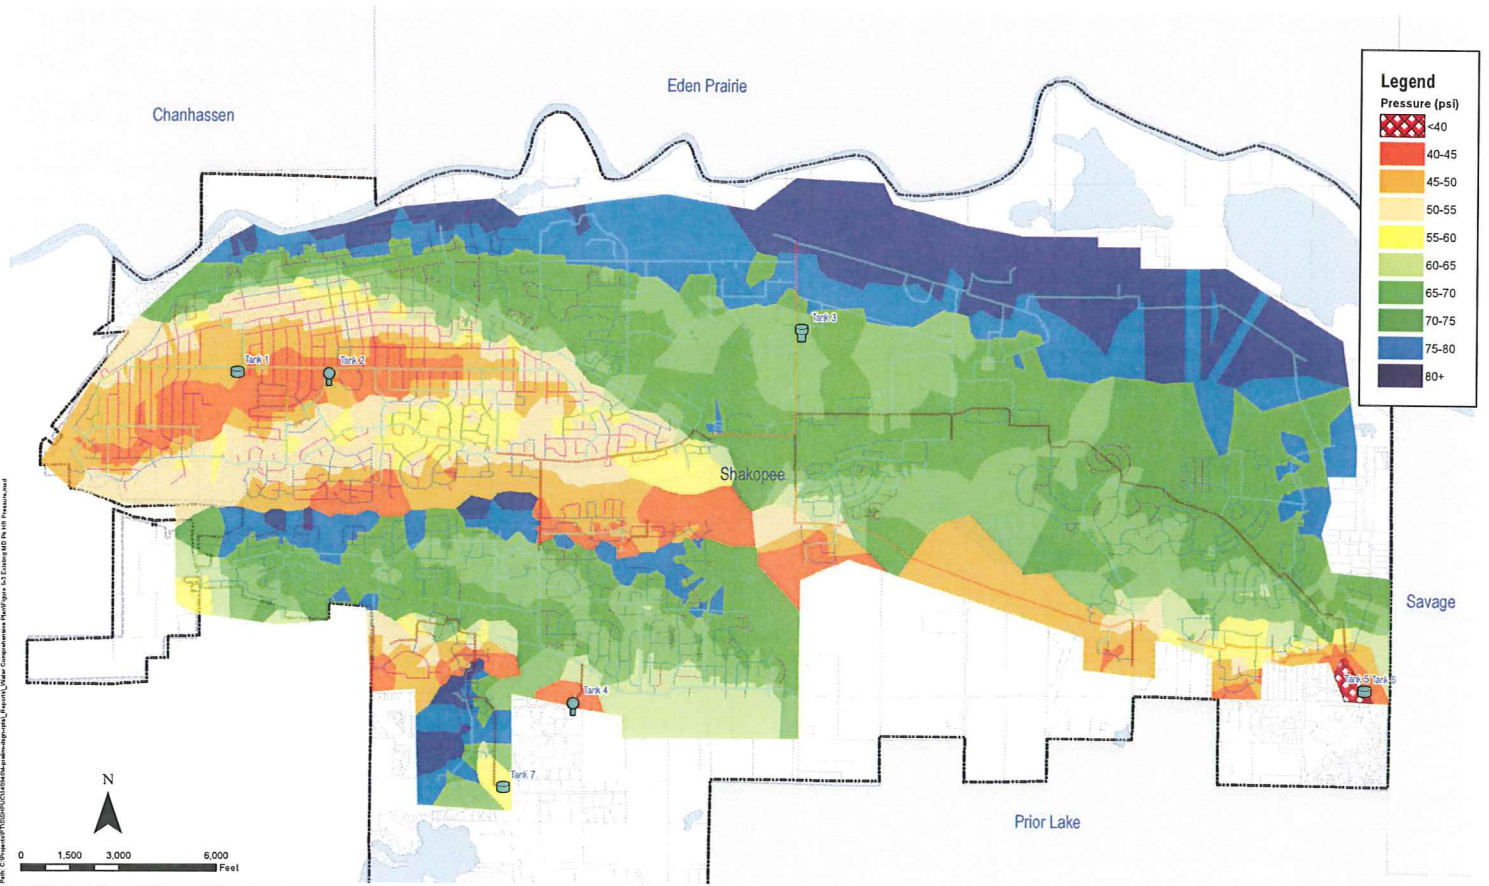 Eden Prairie
Chanhassen
Legend
Pressure (psi)
<40
40-45
45-50
50-55
55-60
60-65
65-70
70-75
75-80
80+
Tank 3
Tank 1
Tank 2
Shakopee
Savage
Tank 4
Tank 5 Tank 6
Tank 7
N
Prior Lake
0 1,500 3,000 6,000
Feet